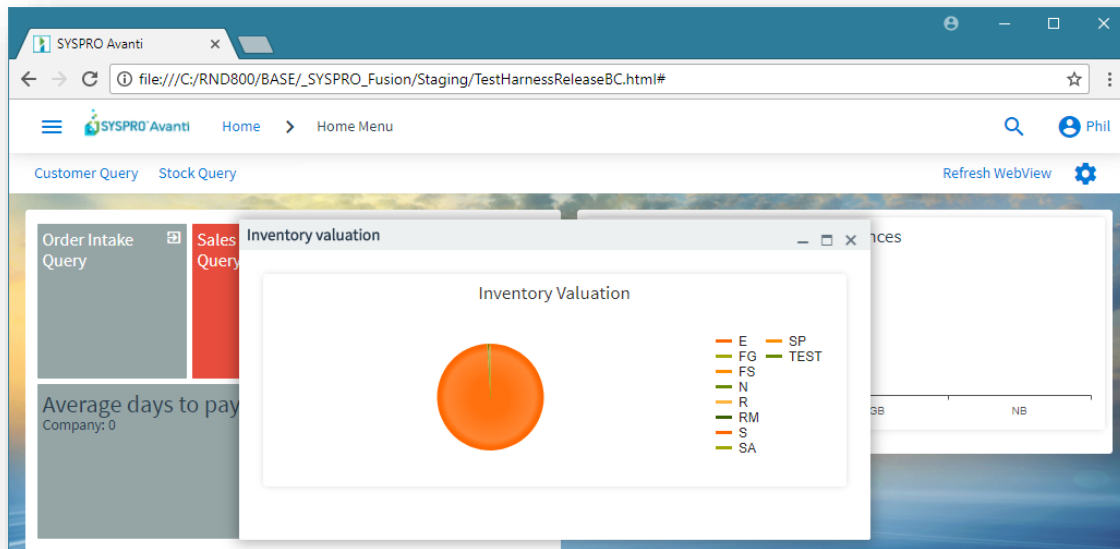 SYSPRO Avanti
file:///C:/RND800/BASE/_SYSPRO_Fusion/Staging/TestHarnessReleaseBC.html#
SYSPRO Avanti
Home
Home Menu
Phil
Customer Query
Stock Query
Refresh WebView
Order Intake
Query
Sales
Query
Average days to pay
Company: 0
Inventory valuation
Inventory Valuation
E
FG
FS
N
R
RM
S
SA
SP
TEST
nces
GB
NB